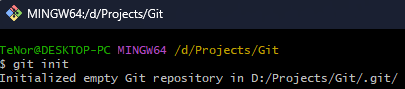 MINGW64:/d/Projects/Git
TeNor@DESKTOP-PC MINGW64 /d/Projects/Git
$ git init
Initialized empty Git repository in D:/Projects/Git/.git/